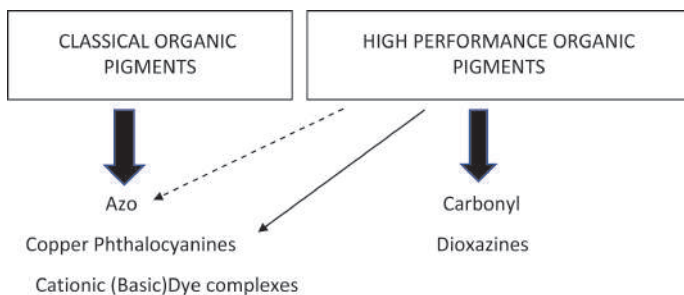 CLASSICAL ORGANIC
PIGMENTS
HIGH PERFORMANCE ORGANIC
PIGMENTS
Azo
Carbonyl
Copper Phthalocyanines
Dioxazines
Cationic (Basic)Dye complexes